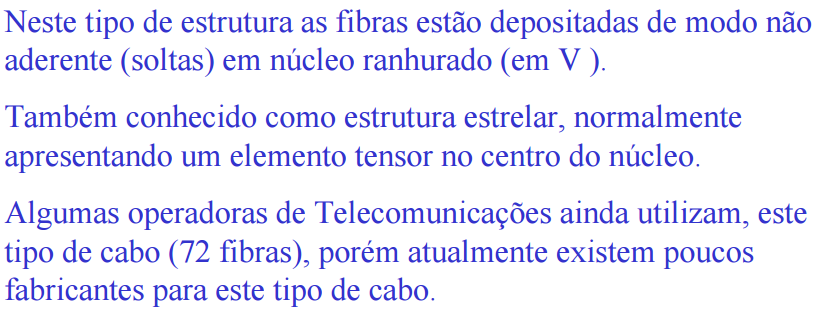 Neste tipo de estrutura as fibras estão depositadas de modo não
aderente (soltas) em núcleo ranhurado (em V ).
Também conhecido como estrutura estrelar, normalmente
apresentando um elemento tensor no centro do núcleo.
Algumas operadoras de Telecomunicações ainda utilizam, este
tipo de cabo (72 fibras), porém atualmente existem poucos
fabricantes para este tipo de cabo.